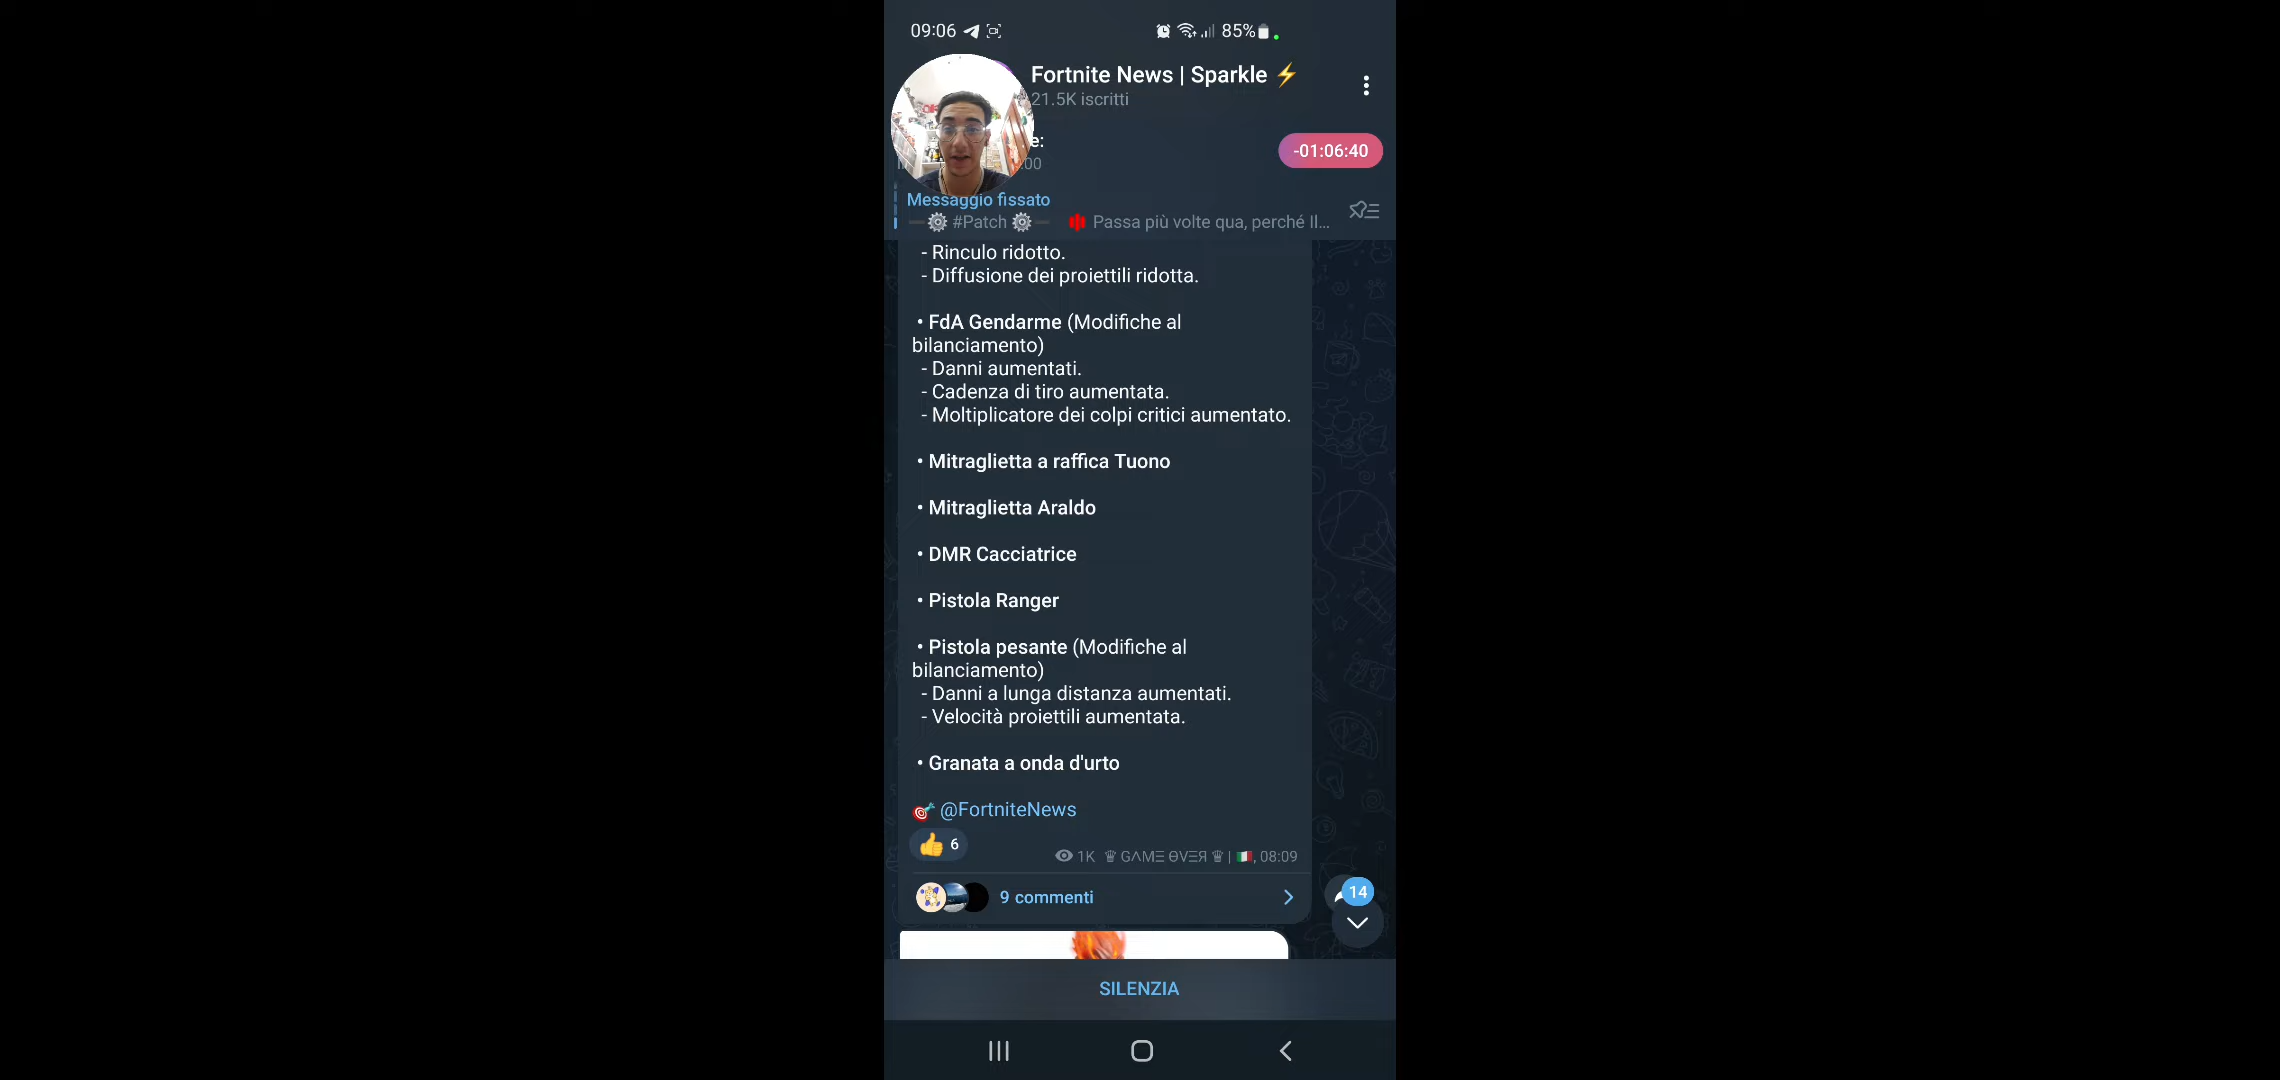 09:06
85%
Fortnite News | Sparkle ⚡
21.5K iscritti
e:
-01:06:40
:00
Messaggio fissato
#Patch
Passa più volte qua, perché Il...
- Rinculo ridotto.
- Diffusione dei proiettili ridotta.
• FdA Gendarme (Modifiche al
bilanciamento)
- Danni aumentati.
- Cadenza di tiro aumentata.
- Moltiplicatore dei colpi critici aumentato.
• Mitraglietta a raffica Tuono
• Mitraglietta Araldo
• DMR Cacciatrice
• Pistola Ranger
• Pistola pesante (Modifiche al
bilanciamento)
- Danni a lunga distanza aumentati.
- Velocità proiettili aumentata.
• Granata a onda d'urto
🎯 @FortniteNews
👍 6
1K ♕ GΛMΞ ΘVΞЯ ♕ | 🇮🇹, 08:09
9 commenti
14
SILENZIA